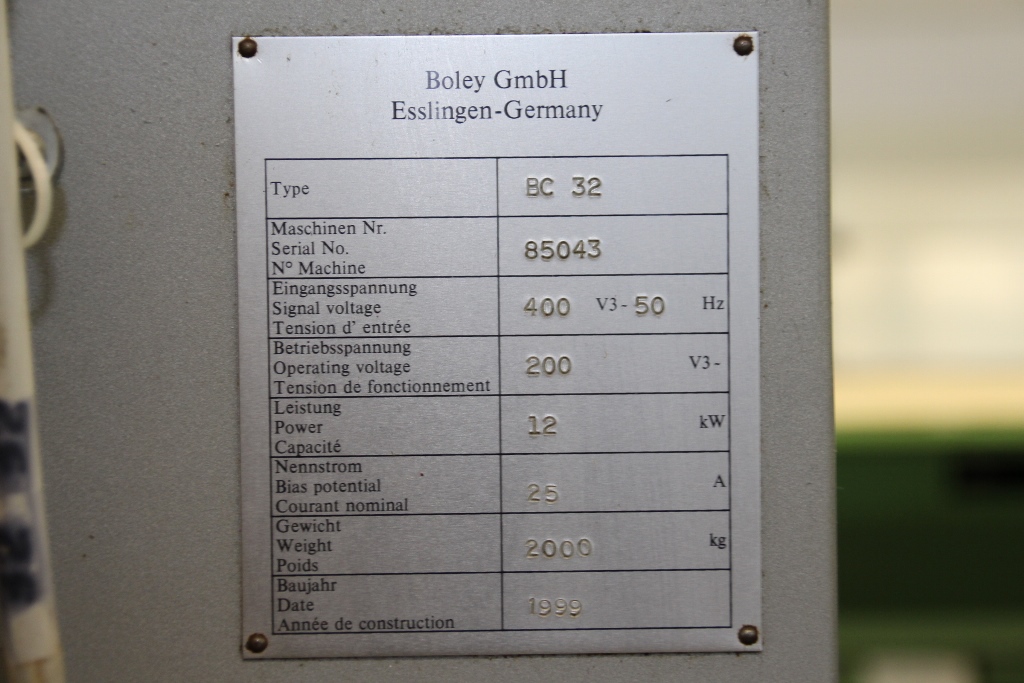 Boley GmbH
Esslingen-Germany
Type BC 32
Maschinen Nr.
Serial No. 85043
N° Machine
Eingangsspannung
Signal voltage 400 V3- 50 Hz
Tension d' entrée
Betriebsspannung
Operating voltage 200 V3-
Tension de fonctionnement
Leistung
Power 12 kW
Capacité
Nennstrom
Bias potential 25 A
Courant nominal
Gewicht
Weight 2000 kg
Poids
Baujahr
Date 1999
Année de construction